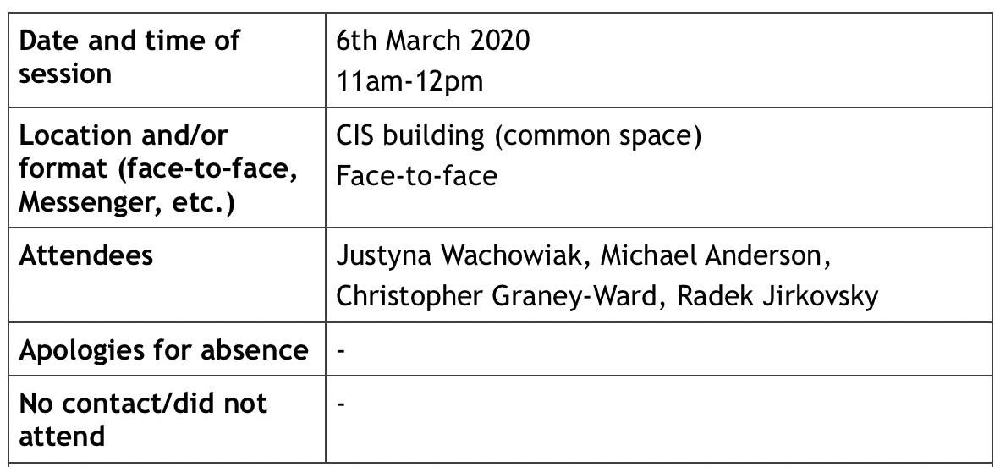 Date and time of
session
6th March 2020
11am-12pm
Location and/or
format (face-to-face,
Messenger, etc.)
CIS building (common space)
Face-to-face
Attendees
Justyna Wachowiak, Michael Anderson,
Christopher Graney-Ward, Radek Jirkovsky
Apologies for absence
-
No contact/did not
attend
-